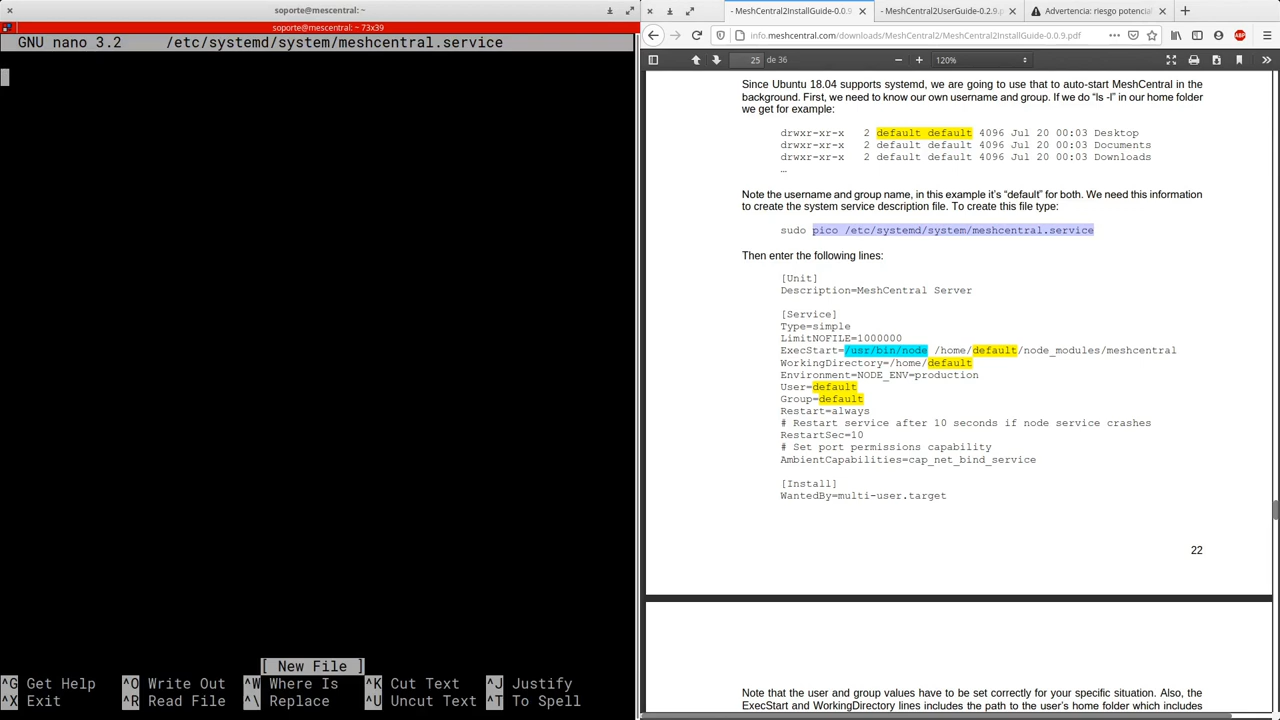 soporte@mescentral: ~
soporte@mescentral: ~ 73x39
GNU nano 3.2 /etc/systemd/system/meshcentral.service
[ New File ]
^G Get Help ^O Write Out ^W Where Is ^K Cut Text ^J Justify
^X Exit ^R Read File ^\ Replace ^U Uncut Text ^T To Spell
- MeshCentral2InstallGuide-0.0.9
- MeshCentral2UserGuide-0.2.9.p
Advertencia: riesgo potencial
info.meshcentral.com/downloads/MeshCentral2/MeshCentral2InstallGuide-0.0.9.pdf
ABP
25 de 36
120%
Since Ubuntu 18.04 supports systemd, we are going to use that to auto-start MeshCentral in the
background. First, we need to know our own username and group. If we do “ls -l” in our home folder
we get for example:
drwxr-xr-x 2 default default 4096 Jul 20 00:03 Desktop
drwxr-xr-x 2 default default 4096 Jul 20 00:03 Documents
drwxr-xr-x 2 default default 4096 Jul 20 00:03 Downloads
…
Note the username and group name, in this example it’s “default” for both. We need this information
to create the system service description file. To create this file type:
sudo pico /etc/systemd/system/meshcentral.service
Then enter the following lines:
[Unit]
Description=MeshCentral Server
[Service]
Type=simple
LimitNOFILE=1000000
ExecStart=/usr/bin/node /home/default/node_modules/meshcentral
WorkingDirectory=/home/default
Environment=NODE_ENV=production
User=default
Group=default
Restart=always
# Restart service after 10 seconds if node service crashes
RestartSec=10
# Set port permissions capability
AmbientCapabilities=cap_net_bind_service
[Install]
WantedBy=multi-user.target
22
Note that the user and group values have to be set correctly for your specific situation. Also, the
ExecStart and WorkingDirectory lines includes the path to the user’s home folder which includes